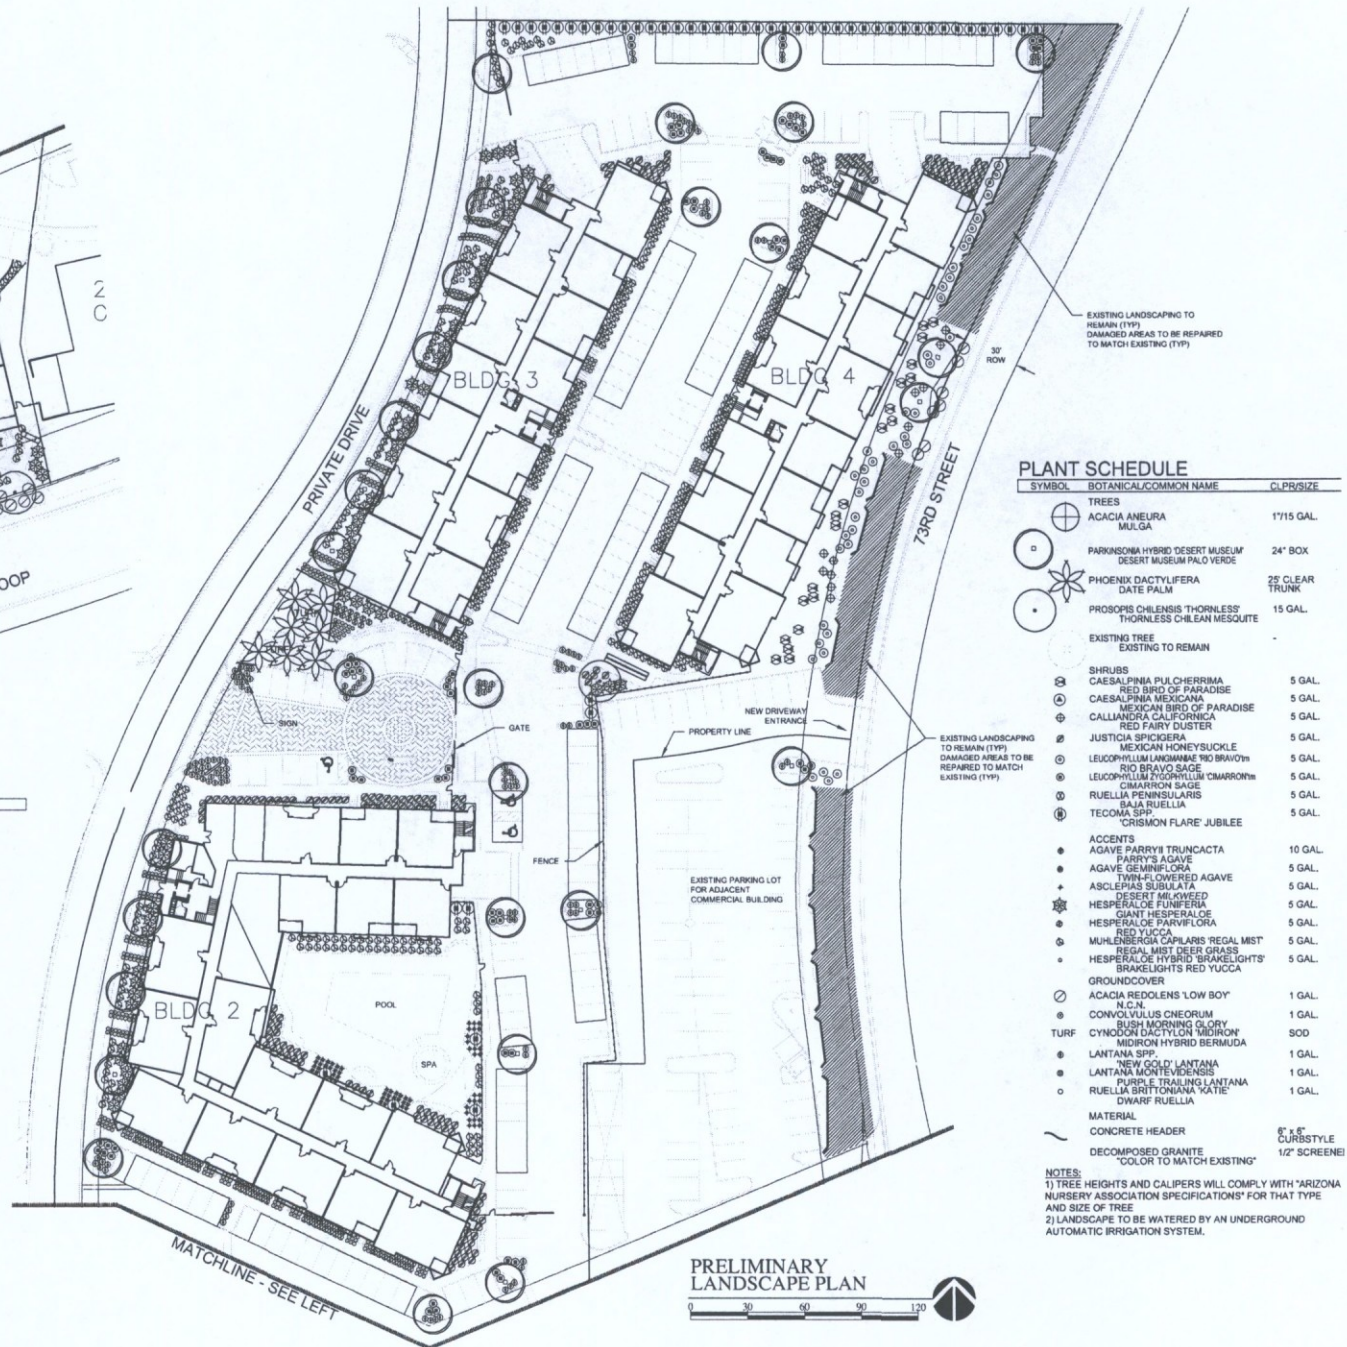 2
C
OOP
PRIVATE DRIVE
BLDG 3
BLDG 4
30'
ROW
EXISTING LANDSCAPING TO
REMAIN (TYP)
DAMAGED AREAS TO BE REPAIRED
TO MATCH EXISTING (TYP)
73RD STREET
SIGN
GATE
NEW DRIVEWAY
ENTRANCE
PROPERTY LINE
EXISTING LANDSCAPING
TO REMAIN (TYP)
DAMAGED AREAS TO BE
REPAIRED TO MATCH
EXISTING (TYP)
FENCE
EXISTING PARKING LOT
FOR ADJACENT
COMMERCIAL BUILDING
BLDG 2
POOL
SPA
MATCHLINE - SEE LEFT
PLANT SCHEDULE
SYMBOL BOTANICAL/COMMON NAME CLPR/SIZE
TREES
ACACIA ANEURA 1"/15 GAL.
MULGA
PARKINSONIA HYBRID 'DESERT MUSEUM' 24" BOX
DESERT MUSEUM PALO VERDE
PHOENIX DACTYLIFERA 25' CLEAR
DATE PALM TRUNK
PROSOPIS CHILENSIS 'THORNLESS' 15 GAL.
THORNLESS CHILEAN MESQUITE
EXISTING TREE -
EXISTING TO REMAIN
SHRUBS
CAESALPINIA PULCHERRIMA 5 GAL.
RED BIRD OF PARADISE
CAESALPINIA MEXICANA 5 GAL.
MEXICAN BIRD OF PARADISE
CALLIANDRA CALIFORNICA 5 GAL.
RED FAIRY DUSTER
JUSTICIA SPICIGERA 5 GAL.
MEXICAN HONEYSUCKLE
LEUCOPHYLLUM LANGMANIAE 'RIO BRAVO'tm 5 GAL.
RIO BRAVO SAGE
LEUCOPHYLLUM ZYGOPHYLLUM 'CIMARRON'tm 5 GAL.
CIMARRON SAGE
RUELLIA PENINSULARIS 5 GAL.
BAJA RUELLIA
TECOMA SPP. 5 GAL.
'CRISMON FLARE' JUBILEE
ACCENTS
AGAVE PARRYII TRUNCACTA 10 GAL.
PARRY'S AGAVE
AGAVE GEMINIFLORA 5 GAL.
TWIN-FLOWERED AGAVE
ASCLEPIAS SUBULATA 5 GAL.
DESERT MILKWEED
HESPERALOE FUNIFERIA 5 GAL.
GIANT HESPERALOE
HESPERALOE PARVIFLORA 5 GAL.
RED YUCCA
MUHLENBERGIA CAPILARIS 'REGAL MIST' 5 GAL.
REGAL MIST DEER GRASS
HESPERALOE HYBRID 'BRAKELIGHTS' 5 GAL.
BRAKELIGHTS RED YUCCA
GROUNDCOVER
ACACIA REDOLENS 'LOW BOY' 1 GAL.
N.C.N.
CONVOLVULUS CNEORUM 1 GAL.
BUSH MORNING GLORY
TURF CYNODON DACTYLON 'MIDIRON' SOD
MIDIRON HYBRID BERMUDA
LANTANA SPP. 1 GAL.
'NEW GOLD' LANTANA
LANTANA MONTEVIDENSIS 1 GAL.
PURPLE TRAILING LANTANA
RUELLIA BRITTONIANA 'KATIE' 1 GAL.
DWARF RUELLIA
MATERIAL
CONCRETE HEADER 6" x 6"
CURBSTYLE
DECOMPOSED GRANITE 1/2" SCREENE
"COLOR TO MATCH EXISTING"
NOTES:
1) TREE HEIGHTS AND CALIPERS WILL COMPLY WITH "ARIZONA
NURSERY ASSOCIATION SPECIFICATIONS" FOR THAT TYPE
AND SIZE OF TREE
2) LANDSCAPE TO BE WATERED BY AN UNDERGROUND
AUTOMATIC IRRIGATION SYSTEM.
PRELIMINARY
LANDSCAPE PLAN
0 30 60 90 120